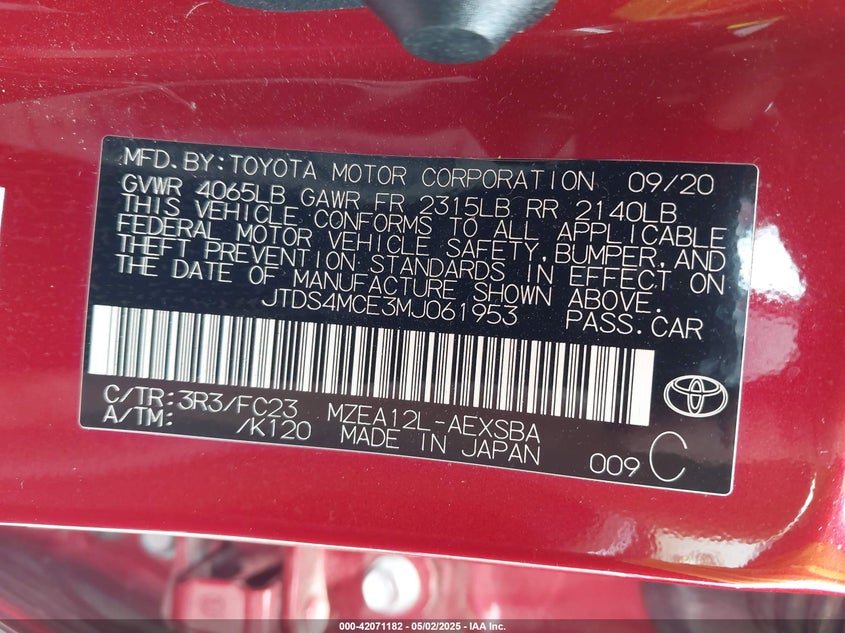 MFD. BY: TOYOTA MOTOR CORPORATION 09/20
GVWR 4065LB GAWR FR 2315LB RR 2140LB
THIS VEHICLE CONFORMS TO ALL APPLICABLE
FEDERAL MOTOR VEHICLE SAFETY, BUMPER, AND
THEFT PREVENTION STANDARDS IN EFFECT ON
THE DATE OF MANUFACTURE SHOWN ABOVE.
JTDS4MCE3MJ061953 PASS. CAR
C/TR: 3R3/FC23 MZEA12L-AEXSBA
A/TM: /K120 MADE IN JAPAN
009 C
000-42071182 - 05/02/2025 - IAA Inc.